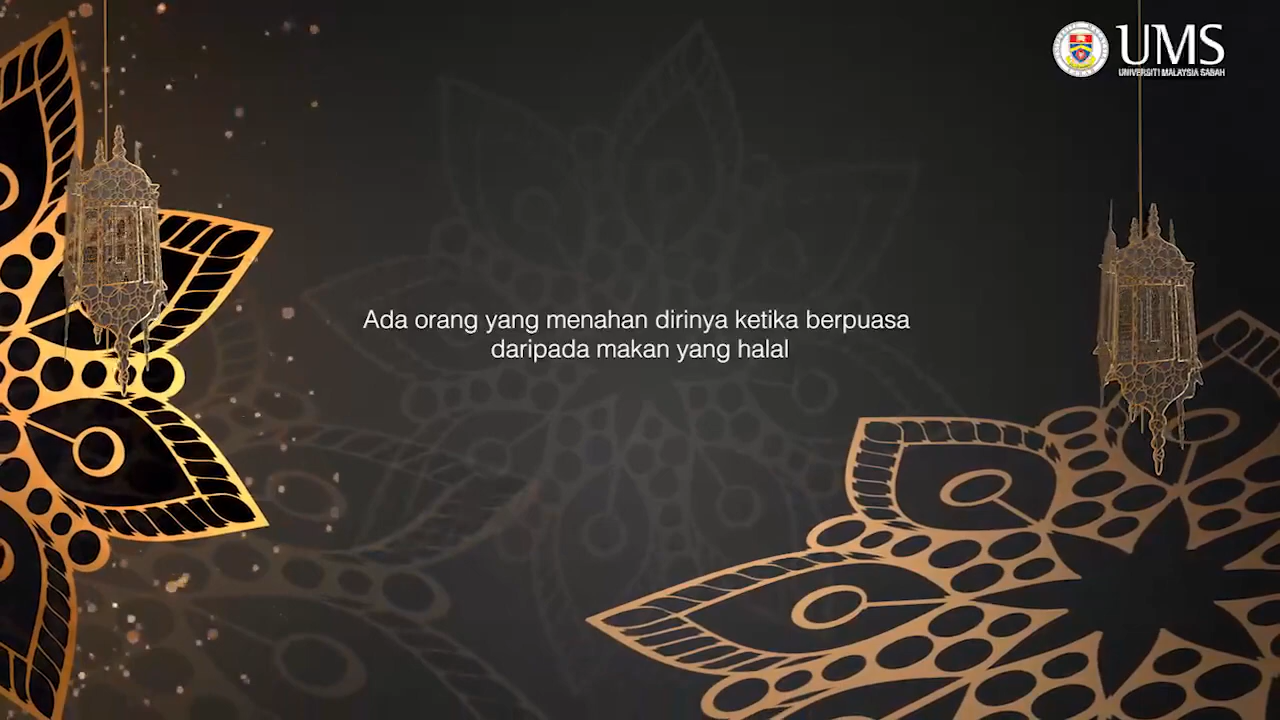 UMS
UNIVERSITI MALAYSIA SABAH
Ada orang yang menahan dirinya ketika berpuasa
daripada makan yang halal